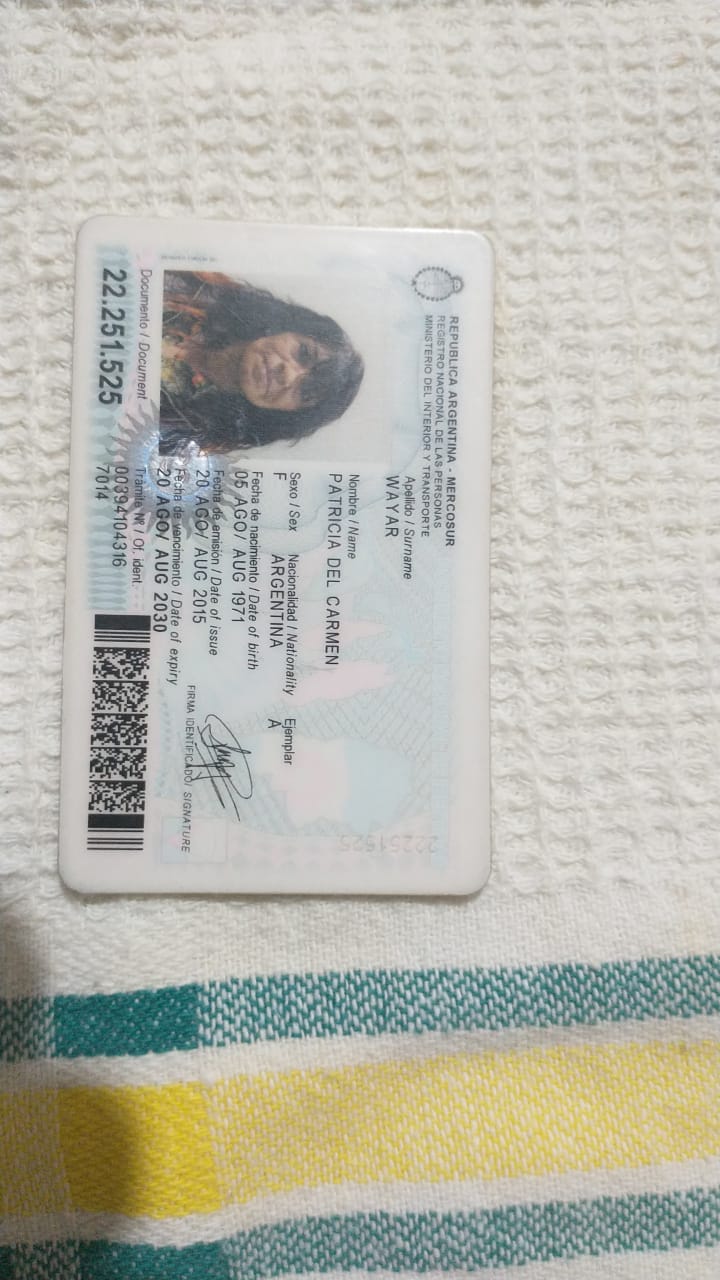 REPUBLICA ARGENTINA - MERCOSUR
REGISTRO NACIONAL DE LAS PERSONAS
MINISTERIO DEL INTERIOR Y TRANSPORTE
Apellido / Surname
WAYAR
Nombre / Name
PATRICIA DEL CARMEN
Sexo / Sex Nacionalidad / Nationality Ejemplar
F ARGENTINA A
Fecha de nacimiento / Date of birth
05 AGO/ AUG 1971
Fecha de emisión / Date of issue
20 AGO/ AUG 2015
Fecha de vencimiento / Date of expiry
20 AGO/ AUG 2030
FIRMA IDENTIFICADO/ SIGNATURE
Documento / Document
22.251.525
Trámite Nº / Of. ident.
00394104316
7014
22251525